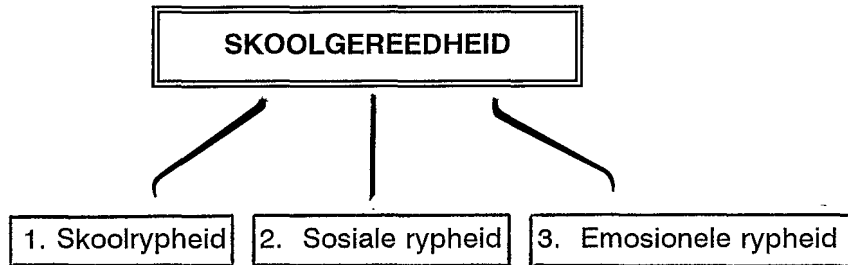 SKOOLGEREEDHEID
1. Skoolrypheid
2. Sosiale rypheid
3. Emosionele rypheid